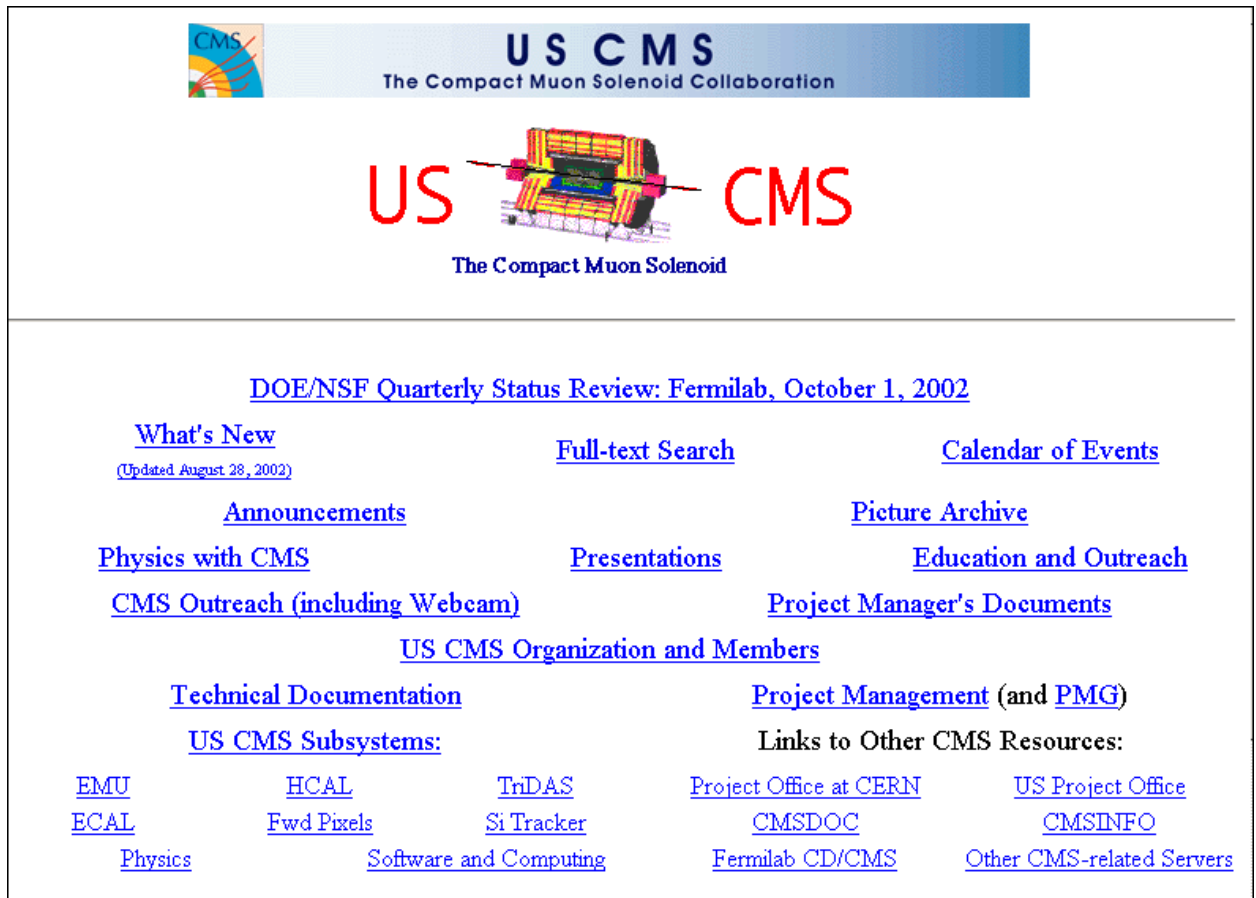 CMS
US CMS
The Compact Muon Solenoid Collaboration
US CMS
The Compact Muon Solenoid
DOE/NSF Quarterly Status Review: Fermilab, October 1, 2002
What's New
(Updated August 28, 2002)
Full-text Search
Calendar of Events
Announcements
Picture Archive
Physics with CMS
Presentations
Education and Outreach
CMS Outreach (including Webcam)
Project Manager's Documents
US CMS Organization and Members
Technical Documentation
Project Management (and PMG)
US CMS Subsystems:
Links to Other CMS Resources:
EMU HCAL TriDAS Project Office at CERN US Project Office
ECAL Fwd Pixels Si Tracker CMSDOC CMSINFO
Physics Software and Computing Fermilab CD/CMS Other CMS-related Servers